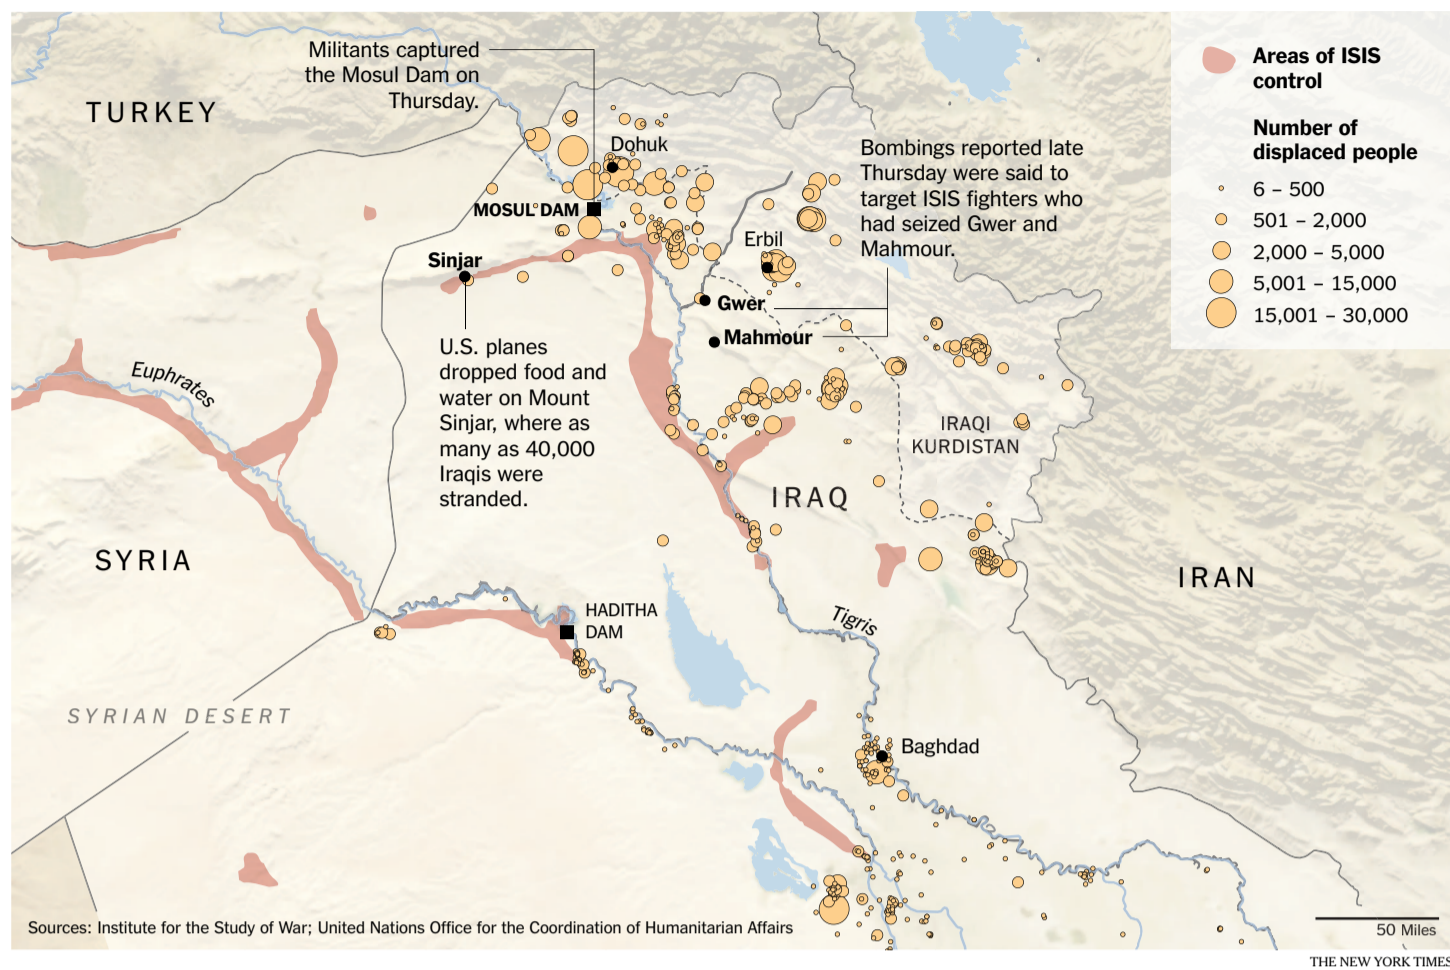 Militants captured
the Mosul Dam on
Thursday.
TURKEY
Dohuk
MOSUL DAM
Sinjar
Erbil
Bombings reported late
Thursday were said to
target ISIS fighters who
had seized Gwer and
Mahmour.
Gwer
Mahmour
U.S. planes
dropped food and
water on Mount
Sinjar, where as
many as 40,000
Iraqis were
stranded.
Euphrates
IRAQI
KURDISTAN
IRAQ
SYRIA
IRAN
HADITHA
DAM
Tigris
SYRIAN DESERT
Baghdad
Areas of ISIS
control
Number of
displaced people
6 – 500
501 – 2,000
2,000 – 5,000
5,001 – 15,000
15,001 – 30,000
Sources: Institute for the Study of War; United Nations Office for the Coordination of Humanitarian Affairs
50 Miles
THE NEW YORK TIMES